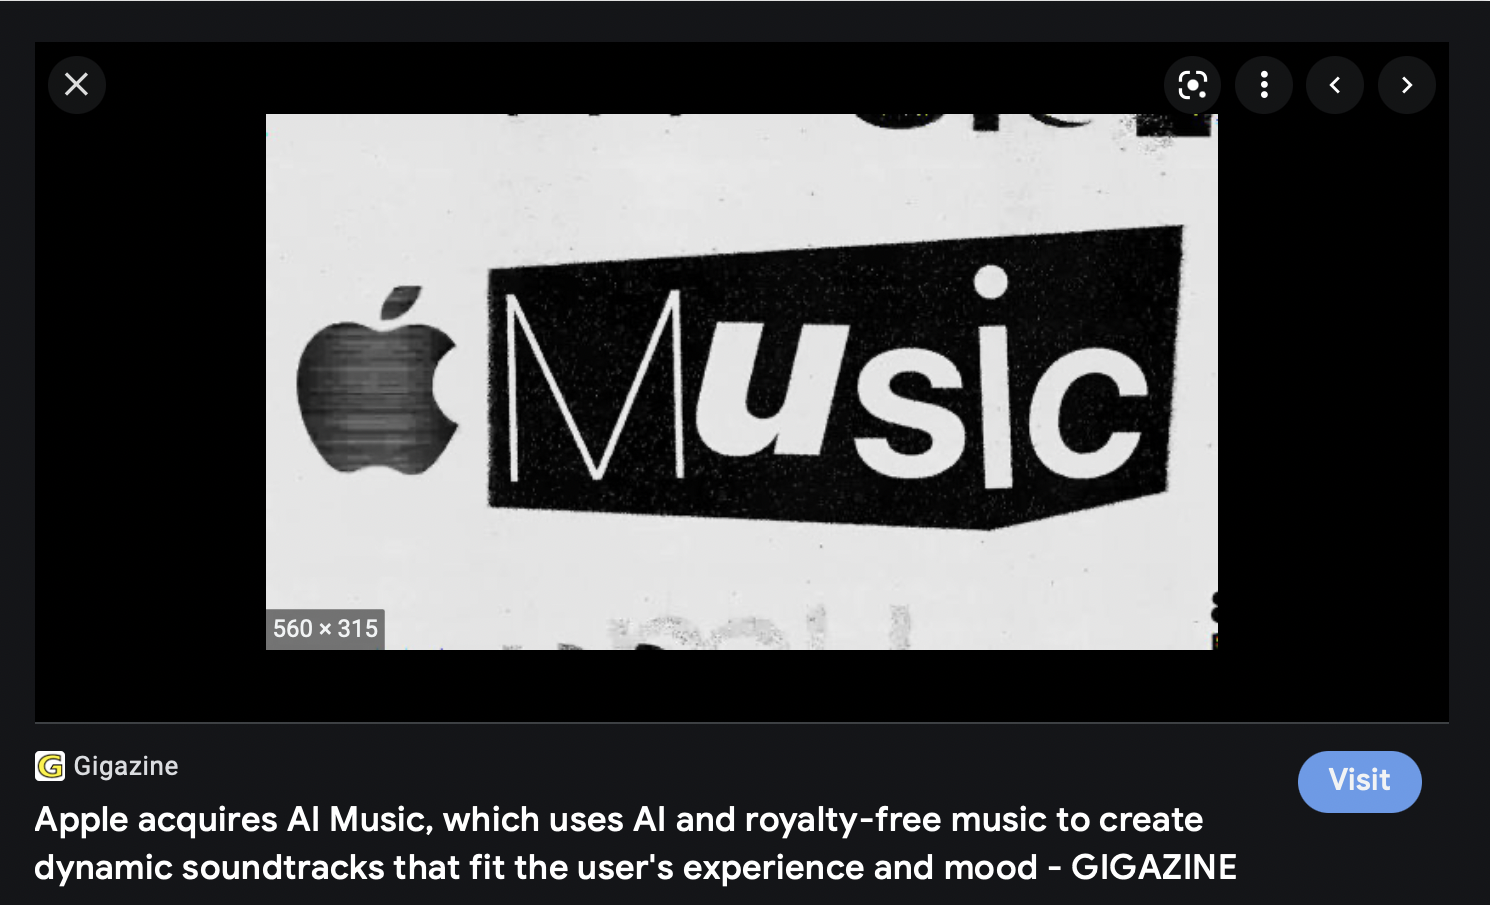 Music
560 × 315
Gigazine
Visit
Apple acquires AI Music, which uses AI and royalty-free music to create
dynamic soundtracks that fit the user's experience and mood - GIGAZINE